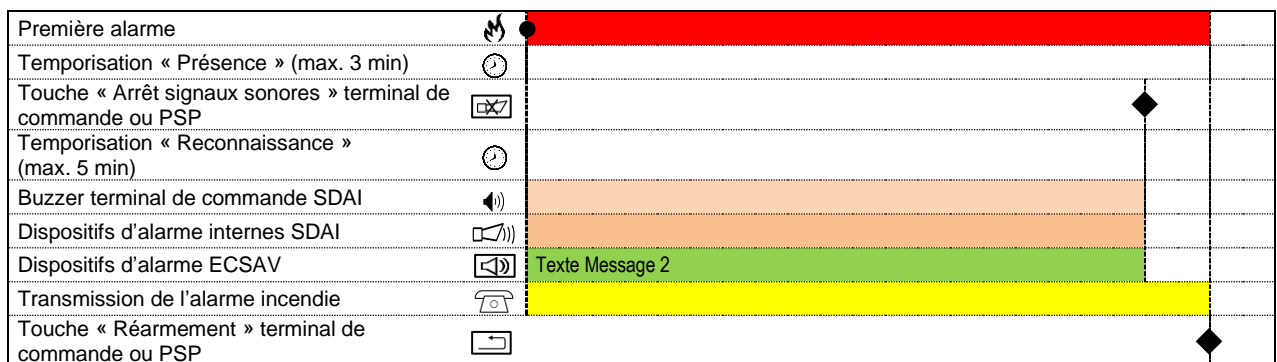 Première alarme
Temporisation « Présence » (max. 3 min)
Touche « Arrêt signaux sonores » terminal de
commande ou PSP
Temporisation « Reconnaissance »
(max. 5 min)
Buzzer terminal de commande SDAI
Dispositifs d'alarme internes SDAI
Dispositifs d'alarme ECSAV
Texte Message 2
Transmission de l'alarme incendie
Touche « Réarmement » terminal de
commande ou PSP